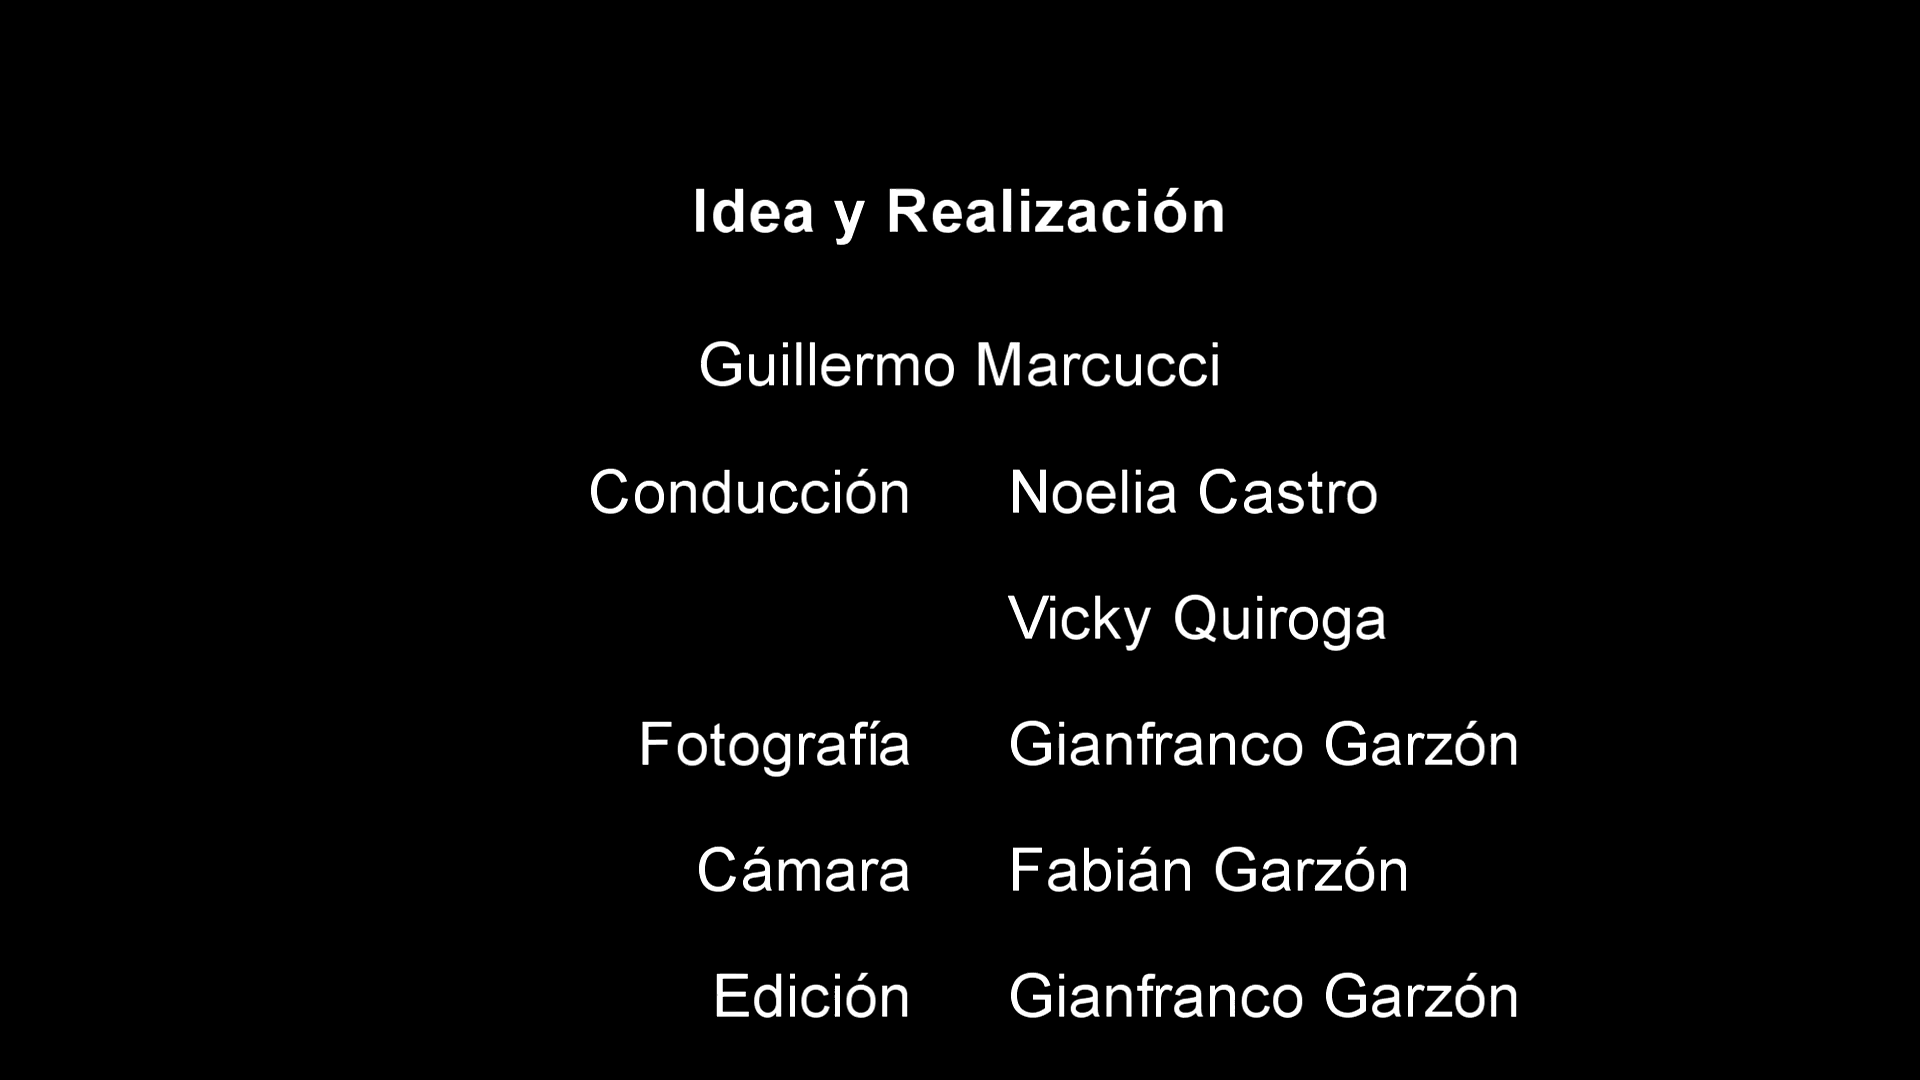 Idea y Realización
Guillermo Marcucci
Conducción Noelia Castro
Vicky Quiroga
Fotografía Gianfranco Garzón
Cámara Fabián Garzón
Edición Gianfranco Garzón